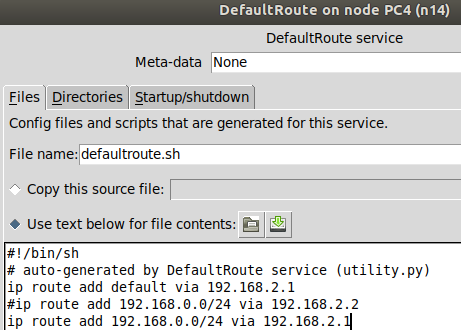 DefaultRoute on node PC4 (n14)
DefaultRoute service
Meta-data None
Files Directories Startup/shutdown
Config files and scripts that are generated for this service.
File name: defaultroute.sh
Copy this source file:
Use text below for file contents:
#!/bin/sh
# auto-generated by DefaultRoute service (utility.py)
ip route add default via 192.168.2.1
#ip route add 192.168.0.0/24 via 192.168.2.2
ip route add 192.168.0.0/24 via 192.168.2.1